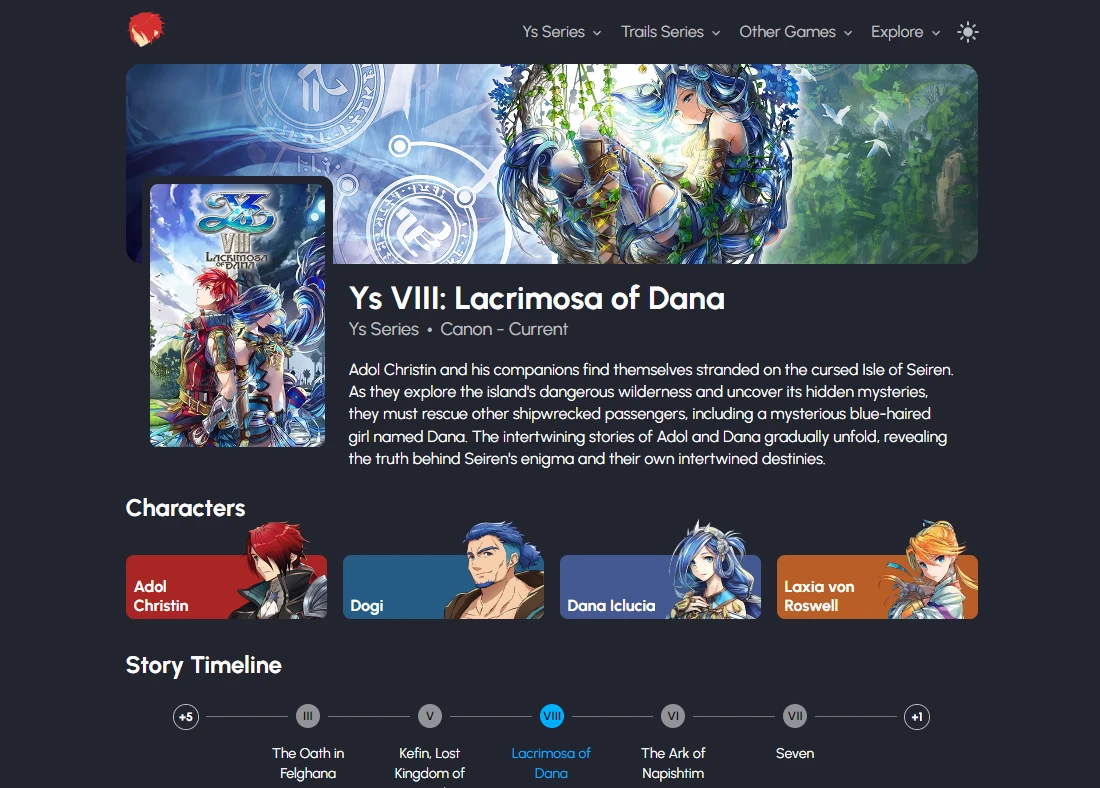 Ys Series
Trails Series
Other Games
Explore
YS
VIII
LACRIMOSA
OF DANA
Ys VIII: Lacrimosa of Dana
Ys Series • Canon - Current
Adol Christin and his companions find themselves stranded on the cursed Isle of Seiren.
As they explore the island's dangerous wilderness and uncover its hidden mysteries,
they must rescue other shipwrecked passengers, including a mysterious blue-haired
girl named Dana. The intertwining stories of Adol and Dana gradually unfold, revealing
the truth behind Seiren's enigma and their own intertwined destinies.
Characters
Adol
Christin
Dogi
Dana Iclucia
Laxia von
Roswell
Story Timeline
+5
III
V
VIII
VI
VII
+1
The Oath in
Felghana
Kefin, Lost
Kingdom of
Lacrimosa of
Dana
The Ark of
Napishtim
Seven